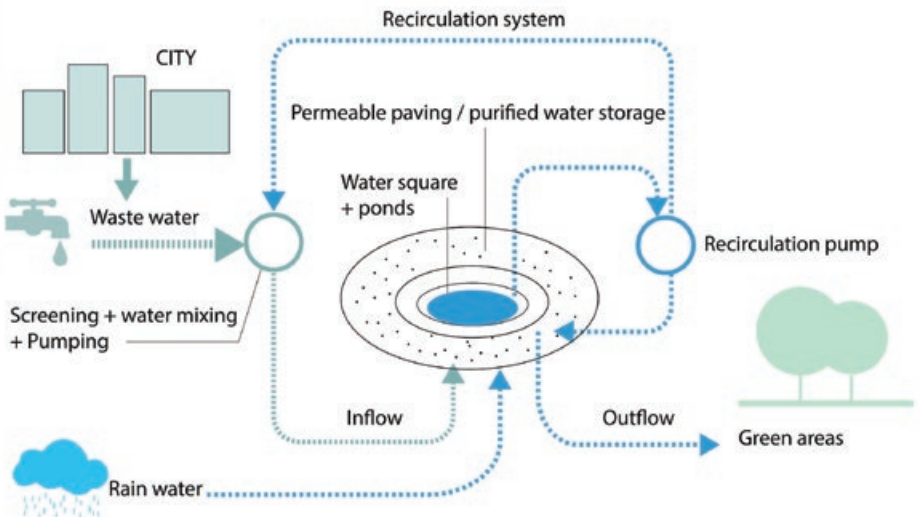 Recirculation system
CITY
Permeable paving / purified water storage
Water square
+ ponds
Waste water
Recirculation pump
Screening + water mixing
+ Pumping
Inflow
Outflow
Green areas
Rain water